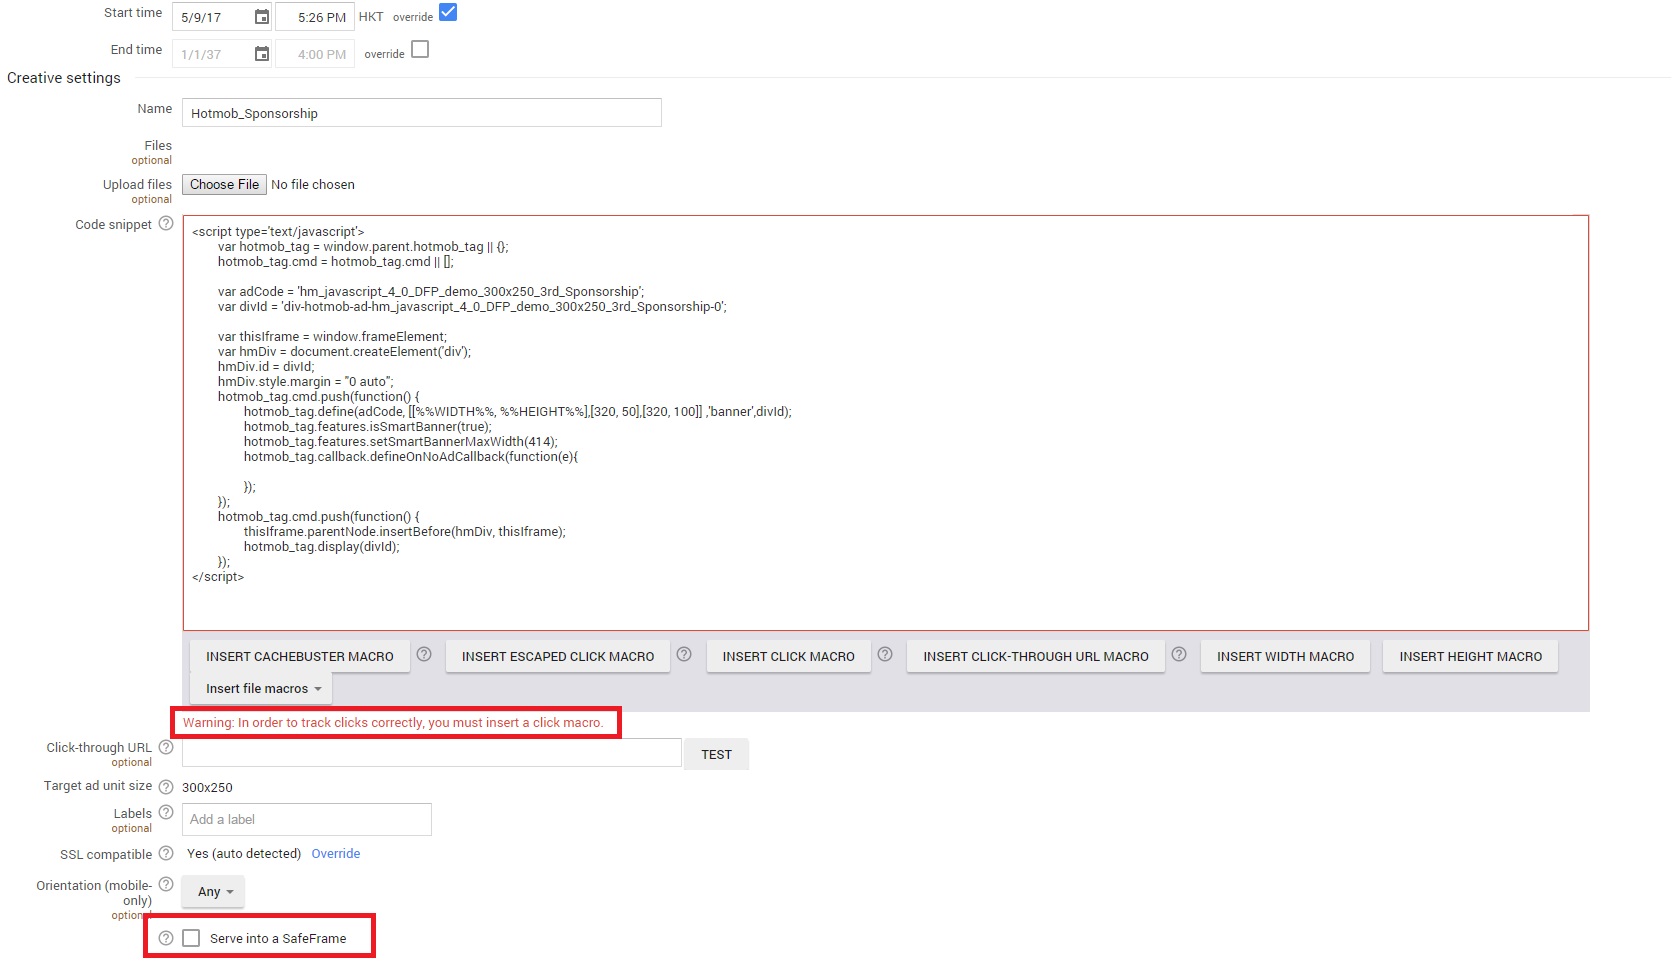 Start time 5/9/17 5:26 PM HKT override
End time 1/1/37 4:00 PM override
Creative settings
Name Hotmob_Sponsorship
Files
optional
Upload files Choose File No file chosen
optional
Code snippet ?
<script type='text/javascript'>
var hotmob_tag = window.parent.hotmob_tag || {};
hotmob_tag.cmd = hotmob_tag.cmd || [];
var adCode = 'hm_javascript_4_0_DFP_demo_300x250_3rd_Sponsorship';
var divId = 'div-hotmob-ad-hm_javascript_4_0_DFP_demo_300x250_3rd_Sponsorship-0';
var thisIframe = window.frameElement;
var hmDiv = document.createElement('div');
hmDiv.id = divId;
hmDiv.style.margin = "0 auto";
hotmob_tag.cmd.push(function() {
hotmob_tag.define(adCode, [[%%WIDTH%%, %%HEIGHT%%],[320, 50],[320, 100]] ,'banner',divId);
hotmob_tag.features.isSmartBanner(true);
hotmob_tag.features.setSmartBannerMaxWidth(414);
hotmob_tag.callback.defineOnNoAdCallback(function(e){
});
});
hotmob_tag.cmd.push(function() {
thisIframe.parentNode.insertBefore(hmDiv, thisIframe);
hotmob_tag.display(divId);
});
</script>
INSERT CACHEBUSTER MACRO ? INSERT ESCAPED CLICK MACRO ? INSERT CLICK MACRO ? INSERT CLICK-THROUGH URL MACRO ? INSERT WIDTH MACRO INSERT HEIGHT MACRO
Insert file macros
Warning: In order to track clicks correctly, you must insert a click macro.
Click-through URL ? TEST
optional
Target ad unit size ? 300x250
Labels ? Add a label
optional
SSL compatible ? Yes (auto detected) Override
Orientation (mobile- ? Any
only)
optional
? Serve into a SafeFrame